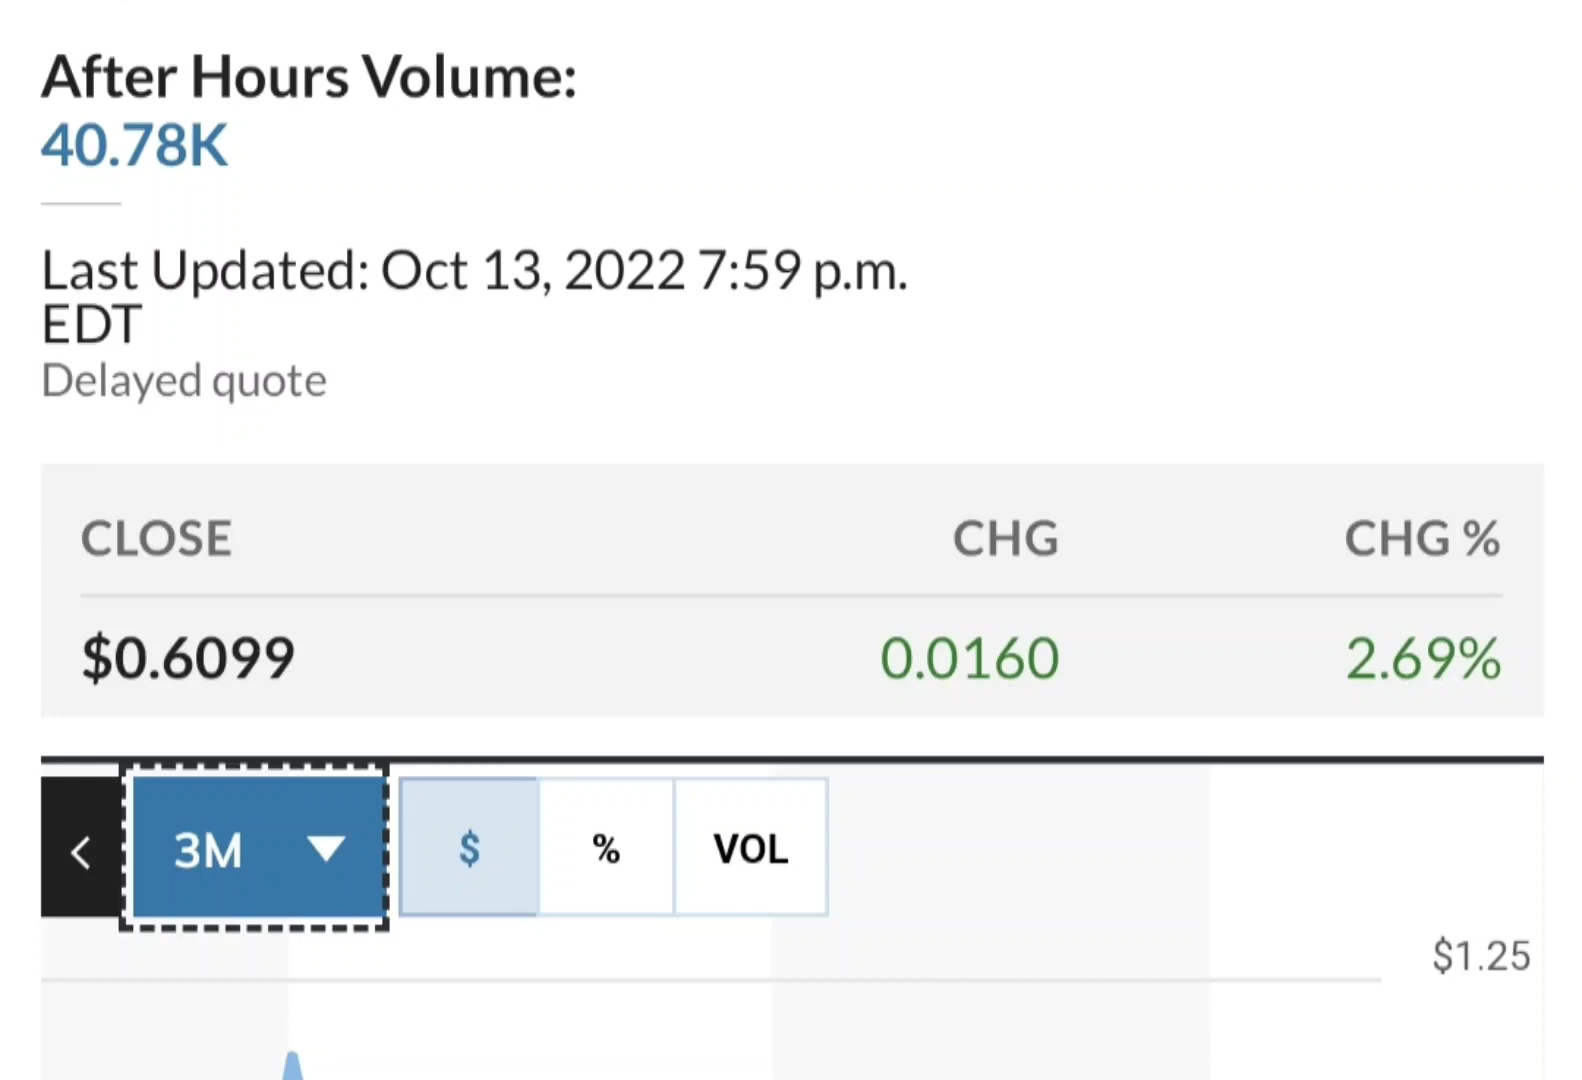 After Hours Volume:
40.78K
Last Updated: Oct 13, 2022 7:59 p.m.
EDT
Delayed quote
CLOSE CHG CHG %
$0.6099 0.0160 2.69%
3M $ % VOL
$1.25